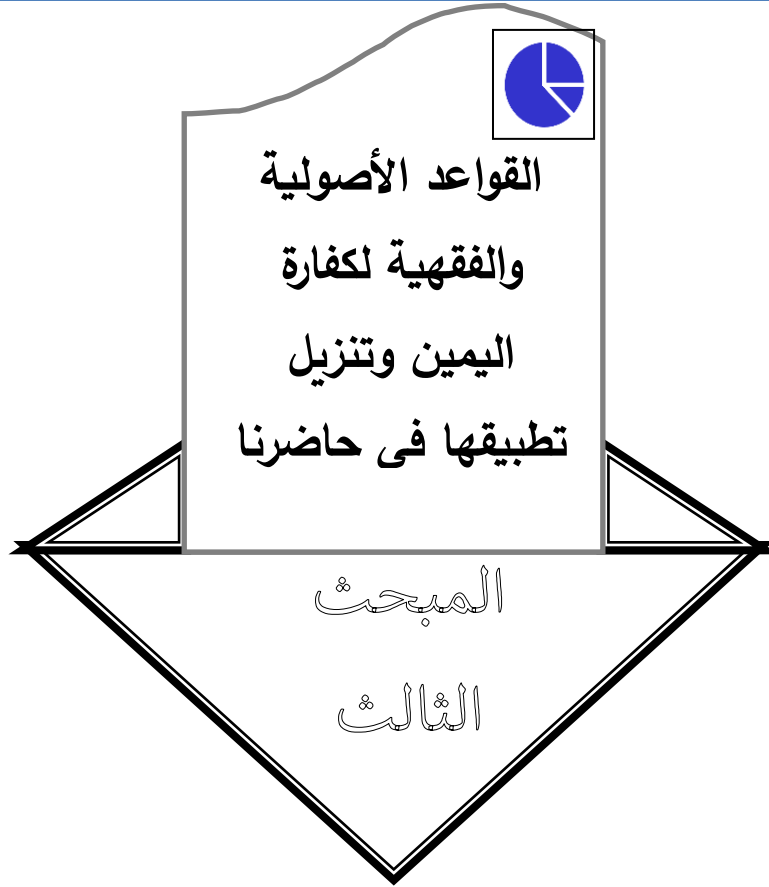 القواعد الأصولية
والفقهية لكفارة
اليمين وتنزيل
تطبيقها فى حاضرنا
المبحث
الثالث